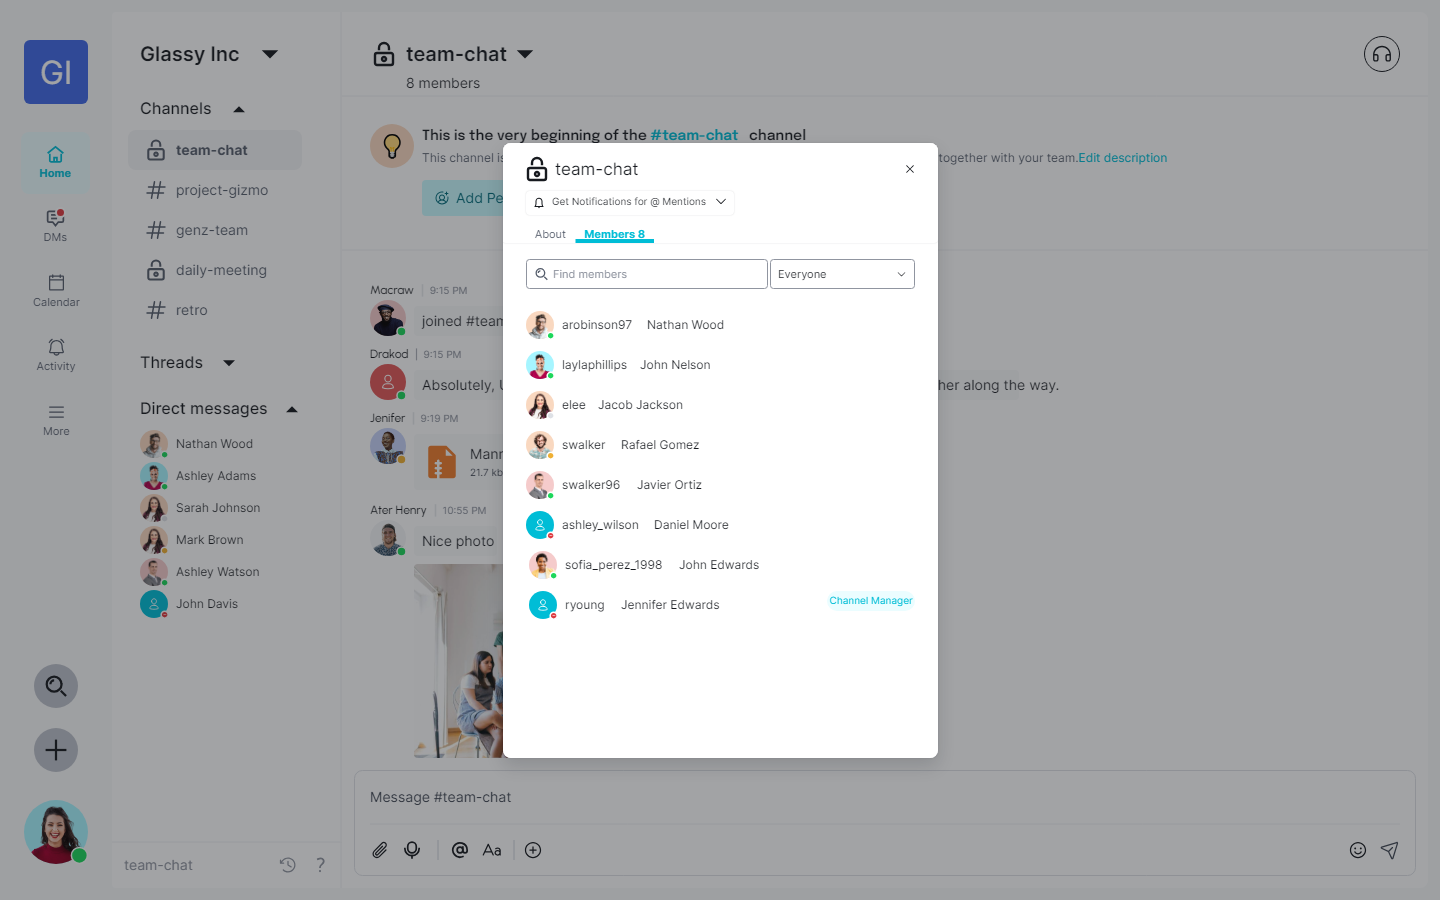 GI
Home
DMs
Calendar
Activity
More
Glassy Inc
Channels
team-chat
project-gizmo
genz-team
daily-meeting
retro
Threads
Direct messages
Nathan Wood
Ashley Adams
Sarah Johnson
Mark Brown
Ashley Watson
John Davis
team-chat ?
team-chat
8 members
This is the very beginning of the #team-chat channel
This channel is together with your team.Edit description
Add Pe
Macraw | 9:15 PM
joined #team
Drakod | 9:15 PM
Absolutely, her along the way.
Jenifer | 9:19 PM
21.7 kb
Ater Henry | 10:55 PM
Nice photo
team-chat
Get Notifications for @ Mentions
About Members 8
Find members Everyone
arobinson97 Nathan Wood
laylaphillips John Nelson
elee Jacob Jackson
swalker Rafael Gomez
swalker96 Javier Ortiz
ashley_wilson Daniel Moore
sofia_perez_1998 John Edwards
ryoung Jennifer Edwards Channel Manager
Message #team-chat
@ Aa